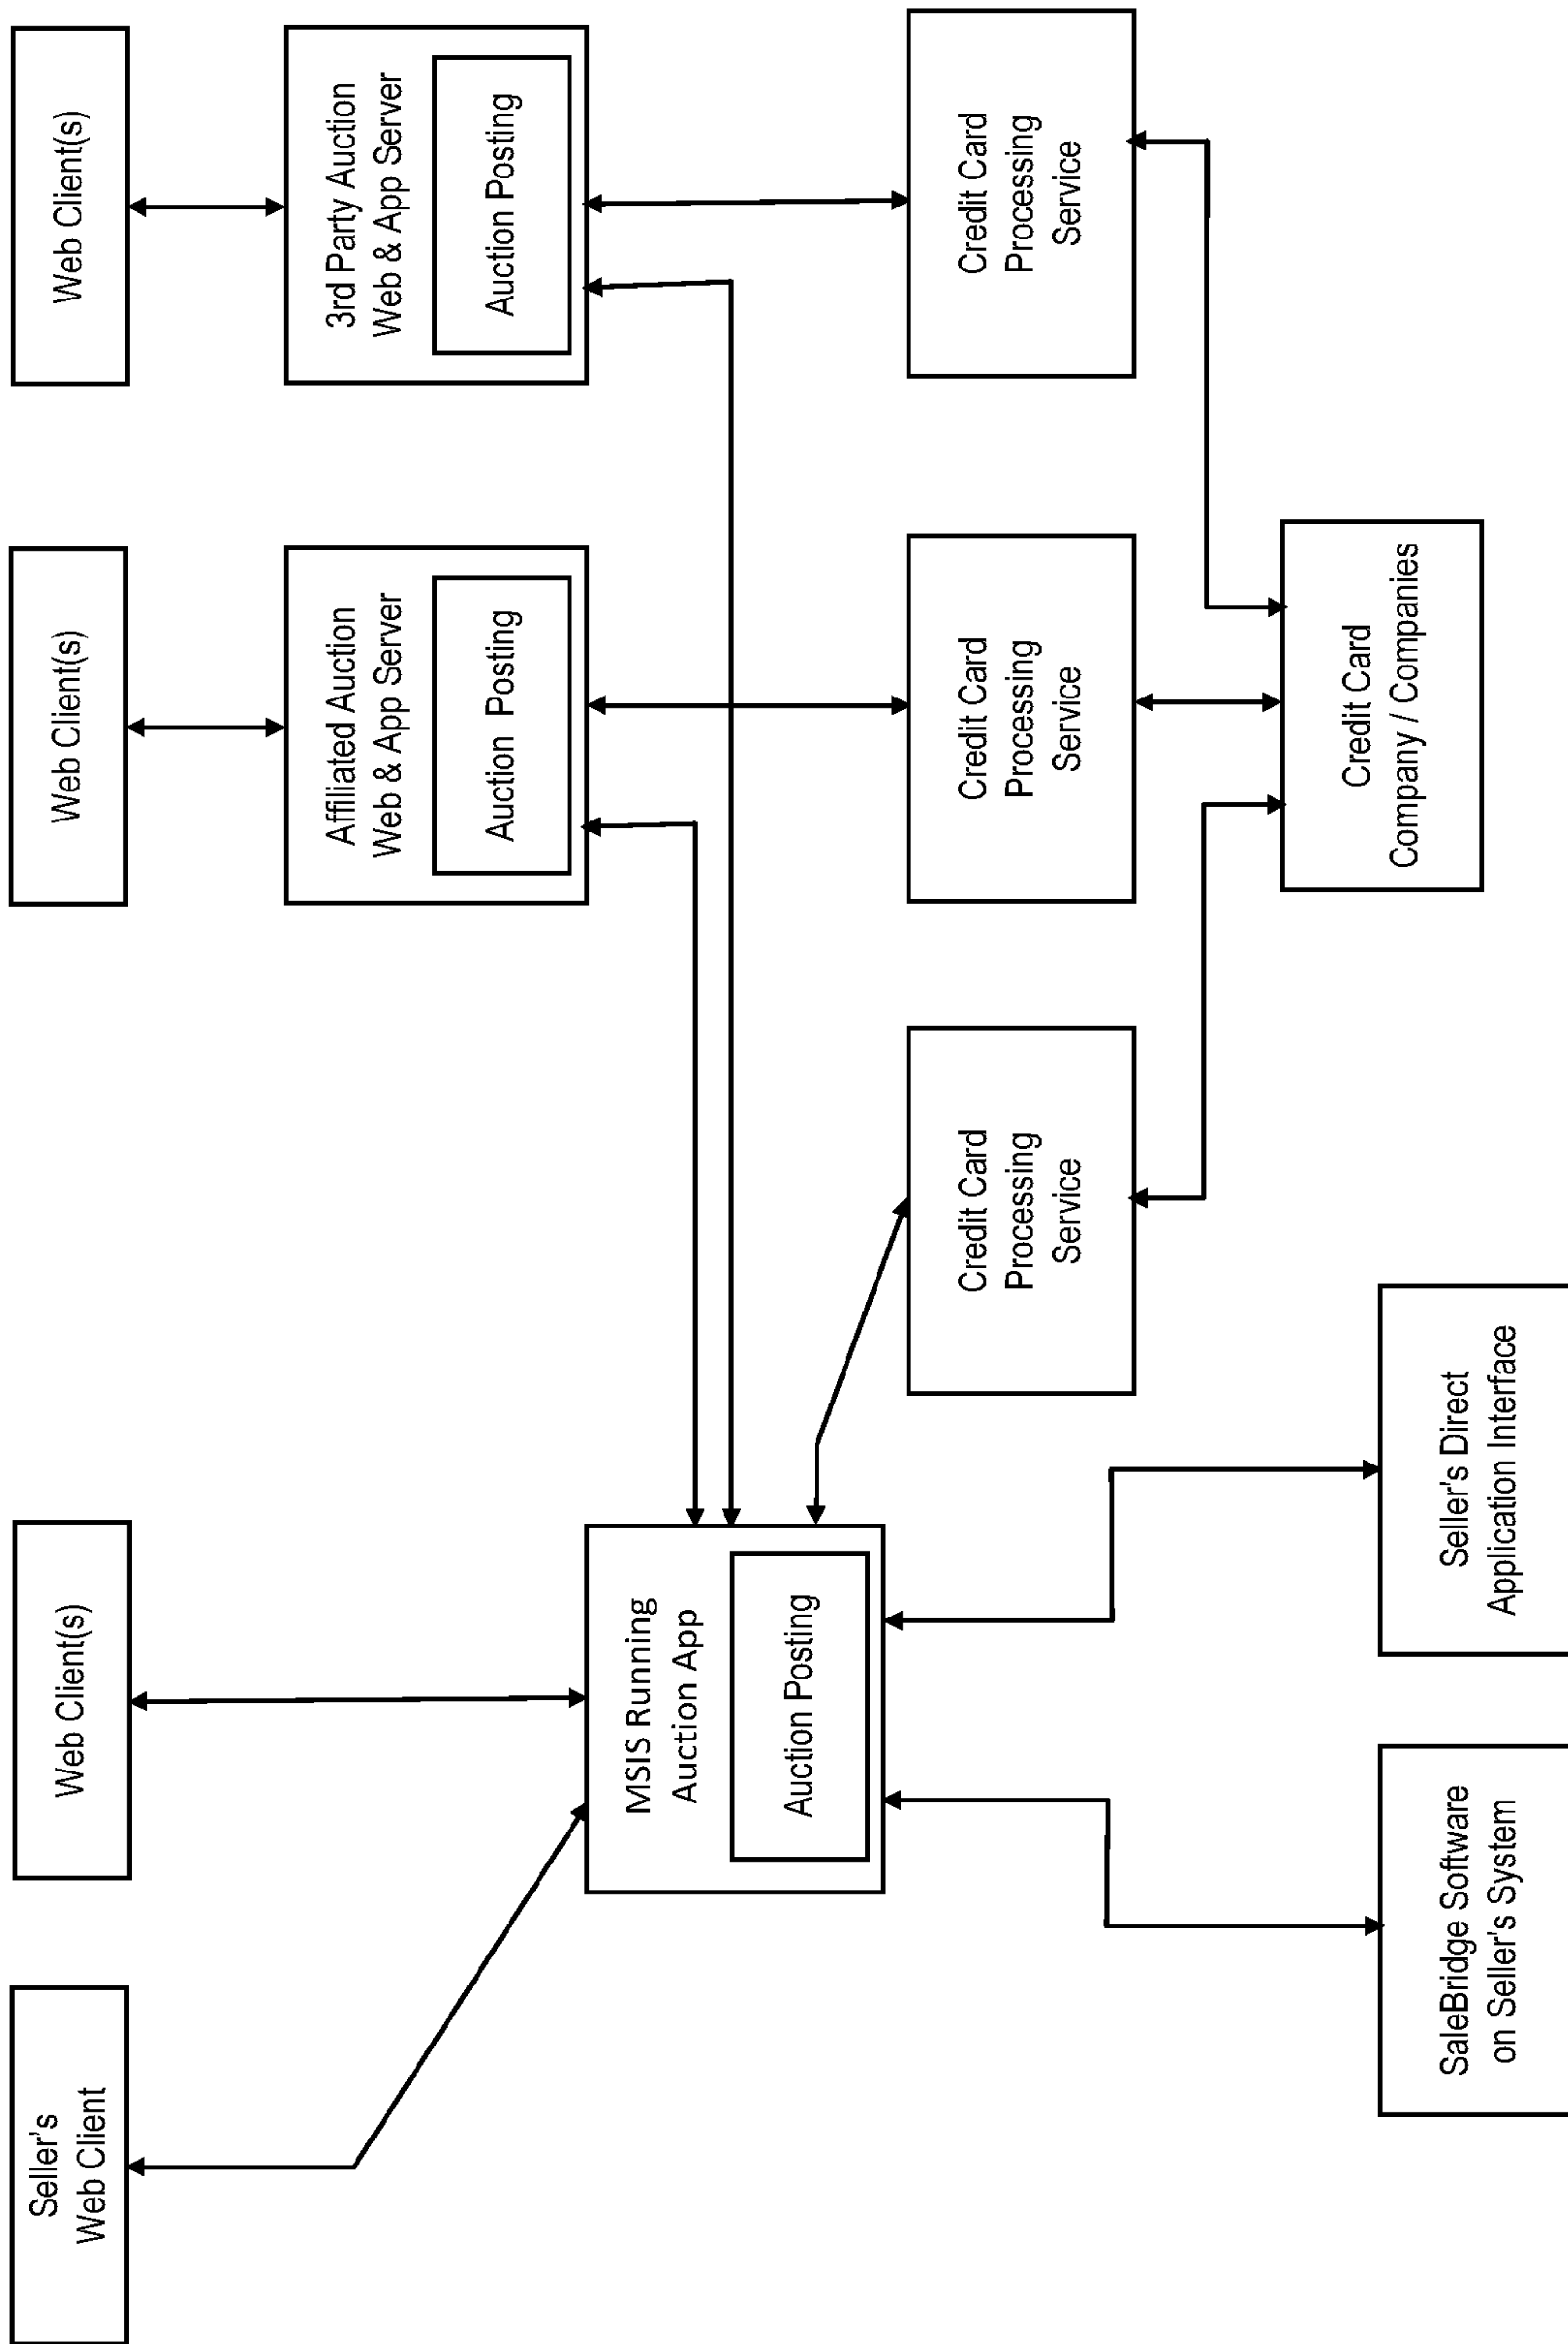 Seller's
Web Client
Web Client(s)
Web Client(s)
Web Client(s)
Affiliated Auction
Web & App Server
Auction Posting
3rd Party Auction
Web & App Server
Auction Posting
MSIS Running
Auction App
Auction Posting
Credit Card
Processing
Service
Credit Card
Processing
Service
Credit Card
Processing
Service
Credit Card
Company / Companies
SaleBridge Software
on Seller's System
Seller's Direct
Application Interface